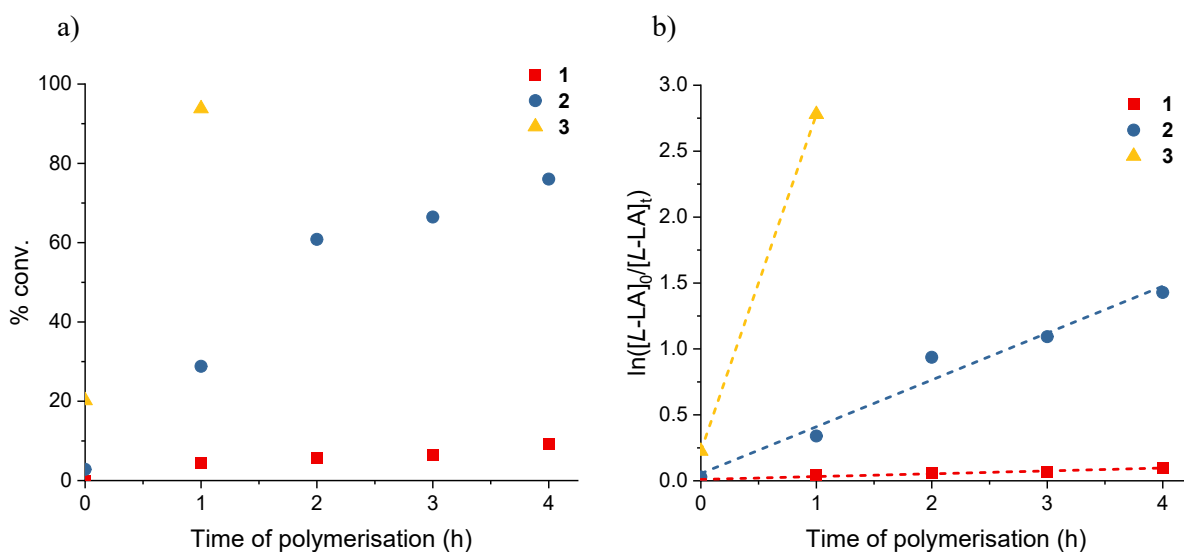 a)
100
80
60
40
20
0
% conv.
0 1 2 3 4
Time of polymerisation (h)
1
2
3
b)
3.0
2.5
2.0
1.5
1.0
0.5
0.0
ln([L-LA]0/[L-LA]t)
0 1 2 3 4
Time of polymerisation (h)
1
2
3